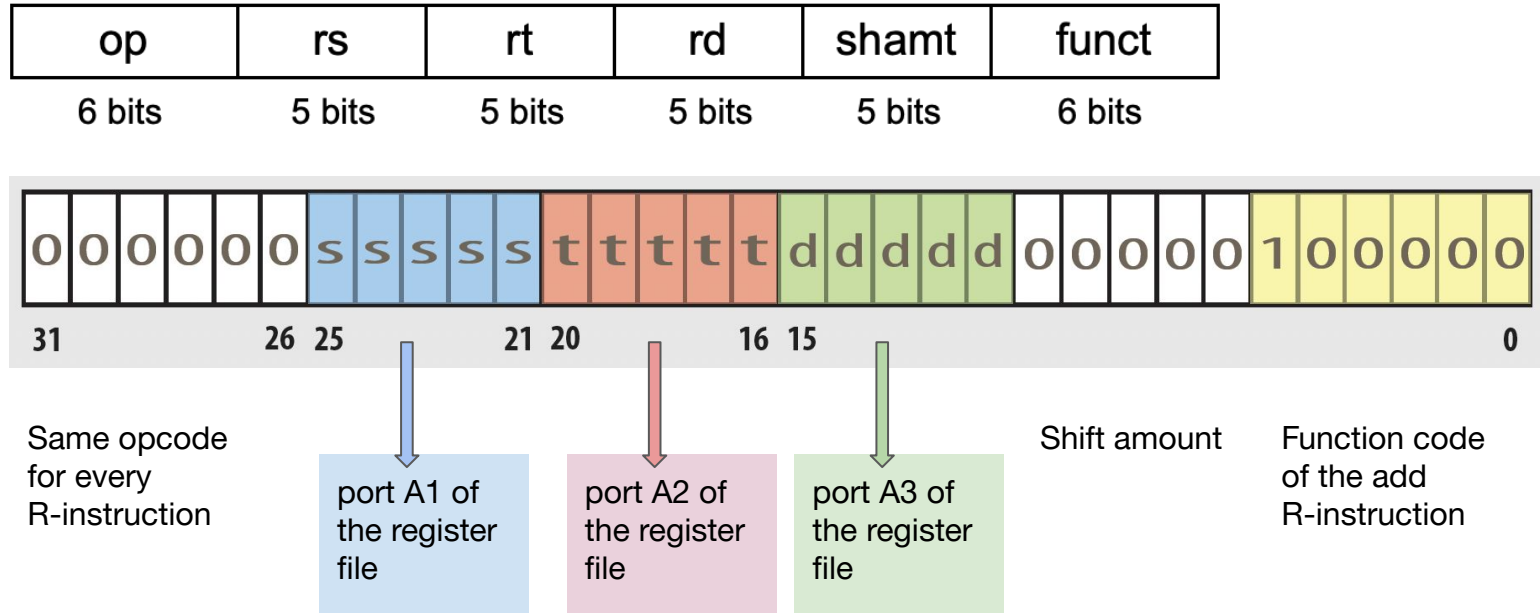 op rs rt rd shamt funct
6 bits 5 bits 5 bits 5 bits 5 bits 6 bits
0 0 0 0 0 0 s s s s s t t t t t d d d d d 0 0 0 0 0 1 0 0 0 0 0
31 26 25 21 20 16 15 0
Same opcode
for every
R-instruction
port A1 of
the register
file
port A2 of
the register
file
port A3 of
the register
file
Shift amount
Function code
of the add
R-instruction